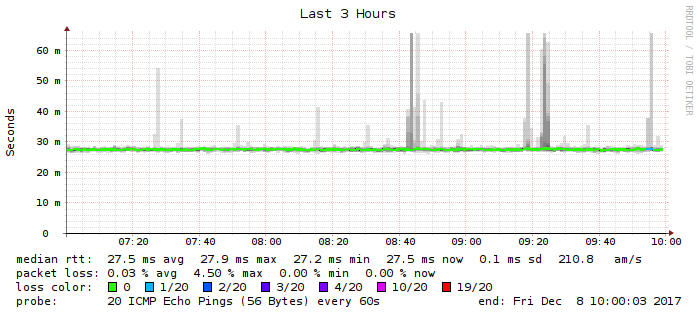 Last 3 Hours
RRDTOOL / TOBI OETIKER
Seconds
60 m
50 m
40 m
30 m
20 m
10 m
0
07:20 07:40 08:00 08:20 08:40 09:00 09:20 09:40 10:00
median rtt: 27.5 ms avg 27.9 ms max 27.2 ms min 27.5 ms now 0.1 ms sd 210.8 am/s
packet loss: 0.03 % avg 4.50 % max 0.00 % min 0.00 % now
loss color: 0 1/20 2/20 3/20 4/20 10/20 19/20
probe: 20 ICMP Echo Pings (56 Bytes) every 60s end: Fri Dec 8 10:00:03 2017